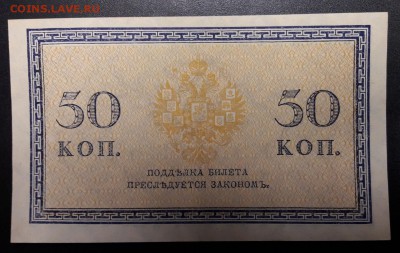 COINS.LAVE.RU
50 50
КОП. КОП.
ПОДДѢЛКА БИЛЕТА
ПРЕСЛѢДУЕТСЯ ЗАКОНОМЪ.